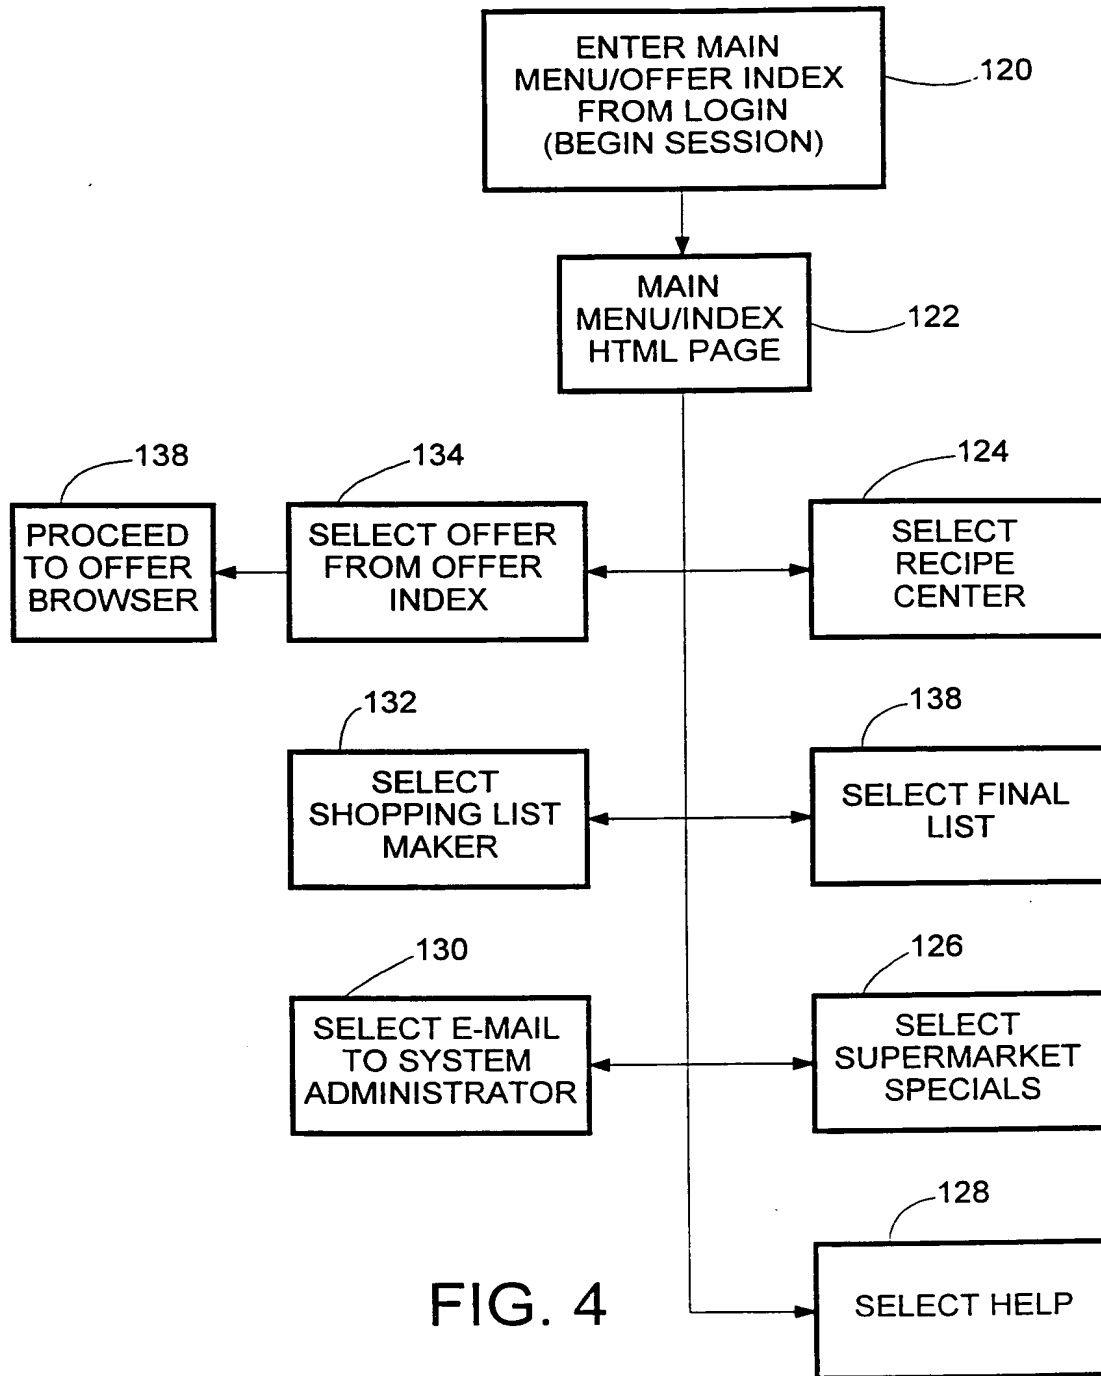 ENTER MAIN
MENU/OFFER INDEX
FROM LOGIN
(BEGIN SESSION)
120
MAIN
MENU/INDEX
HTML PAGE
122
138
PROCEED
TO OFFER
BROWSER
134
SELECT OFFER
FROM OFFER
INDEX
124
SELECT
RECIPE
CENTER
132
SELECT
SHOPPING LIST
MAKER
138
SELECT FINAL
LIST
130
SELECT E-MAIL
TO SYSTEM
ADMINISTRATOR
126
SELECT
SUPERMARKET
SPECIALS
128
SELECT HELP
FIG. 4